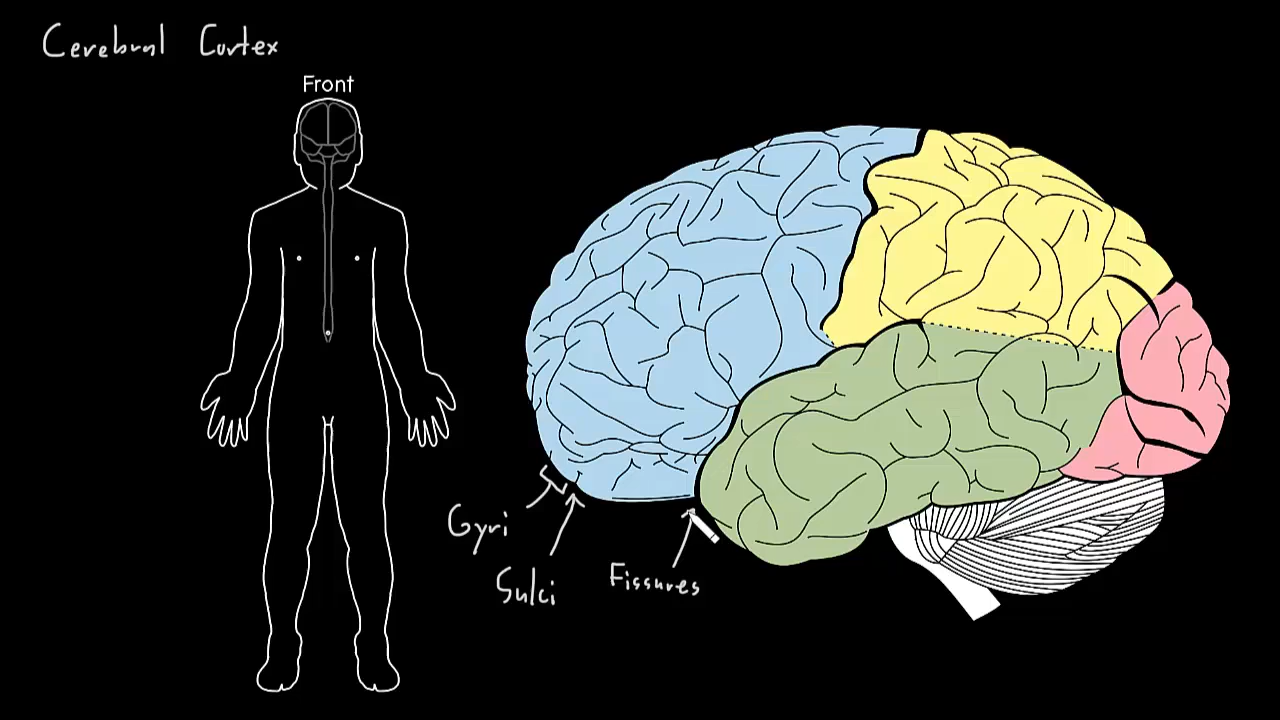 Cerebral Cortex
Front
Gyri
Sulci
Fissures